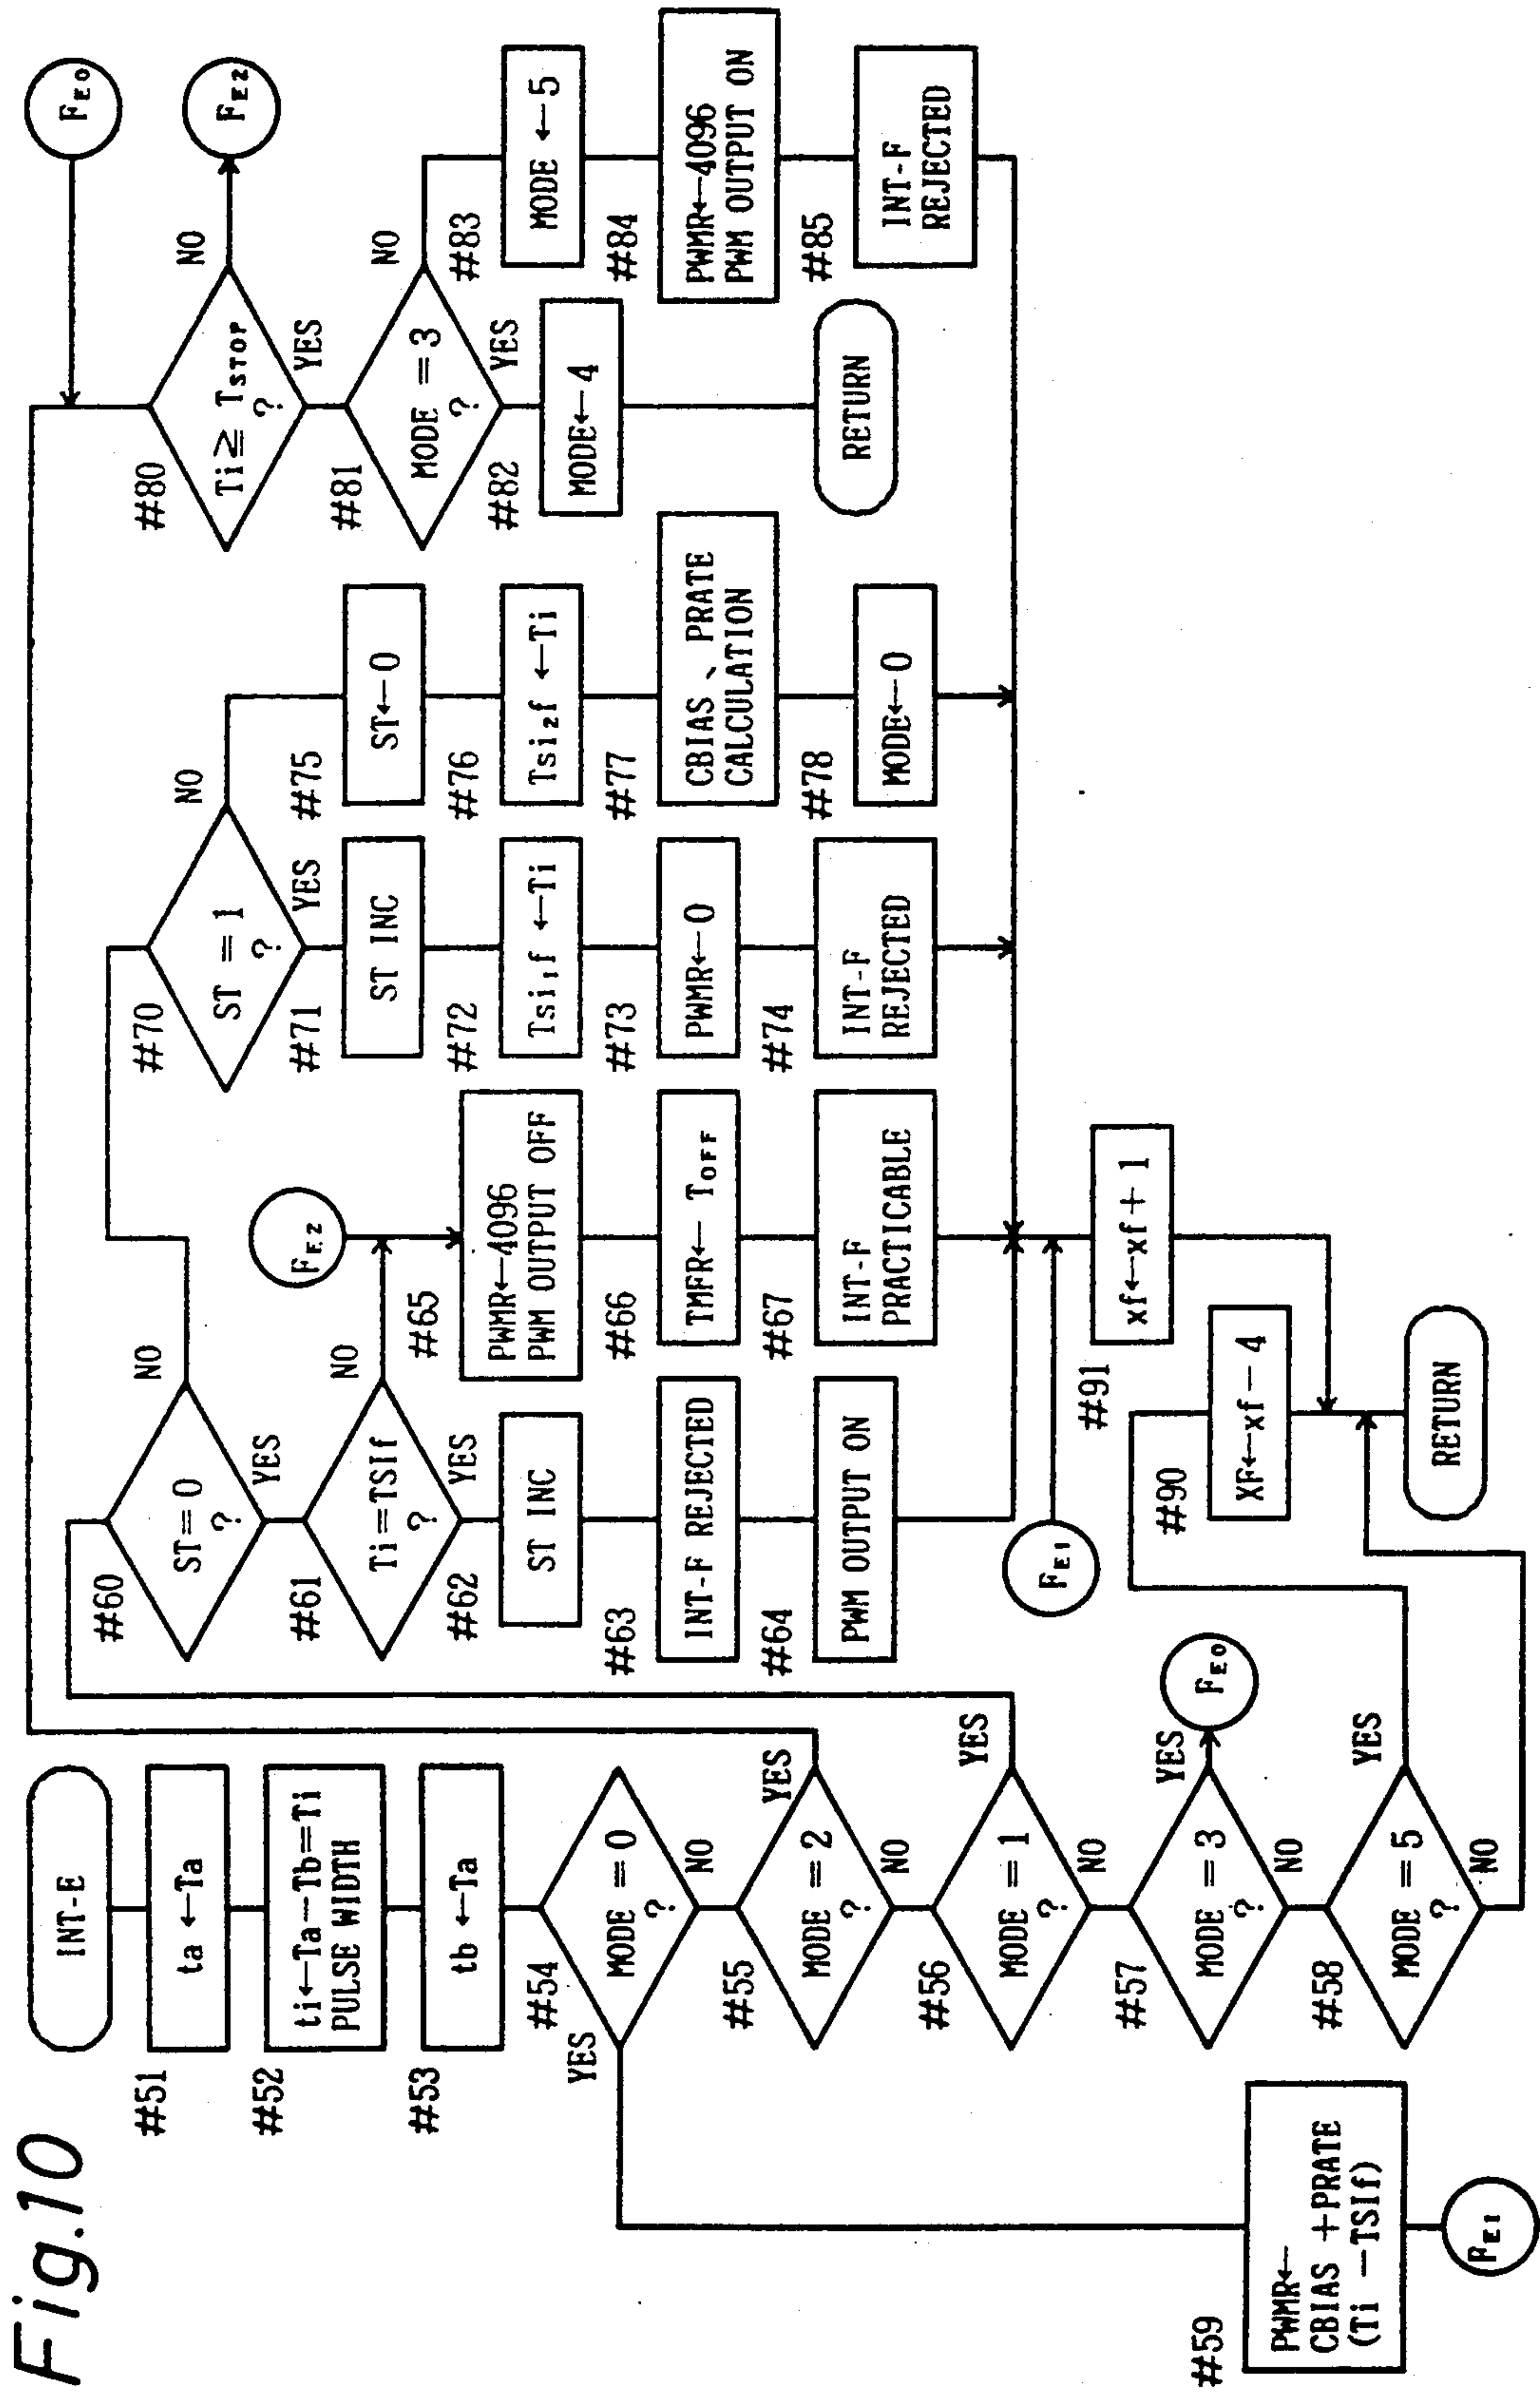 Fig.10
INT-E
#51
ta ←Ta
#52
ti←Ta−Tb=Ti
PULSE WIDTH
#53
tb ←Ta
#54
MODE = 0
?
YES
NO
#55
MODE = 2
?
YES
NO
#56
MODE = 1
?
YES
NO
#57
MODE = 3
?
YES
NO
FE0
#58
MODE = 5
?
YES
NO
#59
PWMR←
CBIAS +PRATE
(Ti −TSIf)
FE1
#60
ST=0
?
NO
YES
#61
Ti=TSIf
?
NO
YES
#62
ST INC
#63
INT-F REJECTED
#64
PWM OUTPUT ON
FE2
#65
PWMR←4096
PWM OUTPUT OFF
#66
TMFR← TOFF
#67
INT-F
PRACTICABLE
#70
ST = 1
?
NO
YES
#71
ST INC
#72
Tsi1f ←Ti
#73
PWMR←0
#74
INT-F
REJECTED
#75
ST←0
#76
Tsi2f ←Ti
#77
CBIAS、PRATE
CALCULATION
#78
MODE←0
FE0
#80
Ti≧ TSTOP
?
NO
YES
FE2
#81
MODE = 3
?
NO
YES
#82
MODE←4
RETURN
#83
MODE ←5
#84
PWMR←4096
PWM OUTPUT ON
#85
INT-F
REJECTED
FE1
#90
XF←xf−4
#91
xf←xf+1
RETURN